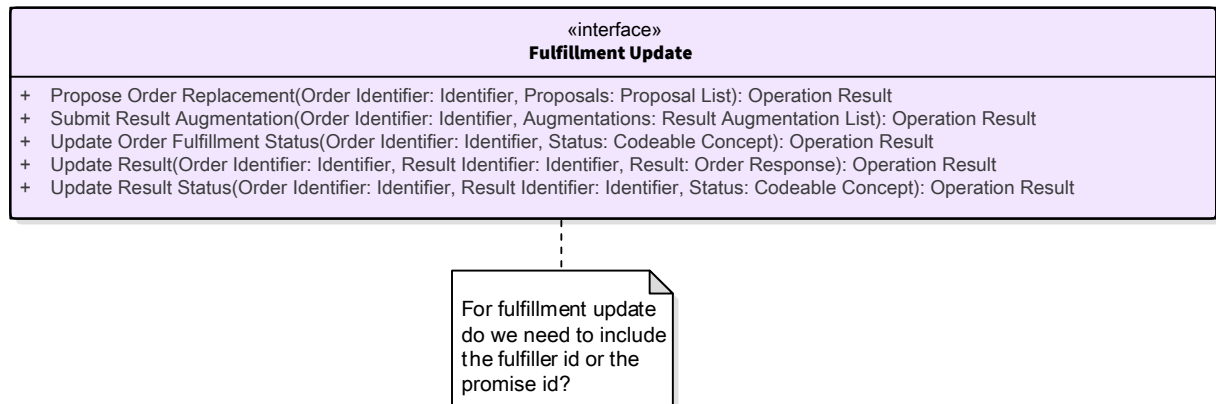 «interface»
Fulfillment Update
+ Propose Order Replacement(Order Identifier: Identifier, Proposals: Proposal List): Operation Result
+ Submit Result Augmentation(Order Identifier: Identifier, Augmentations: Result Augmentation List): Operation Result
+ Update Order Fulfillment Status(Order Identifier: Identifier, Status: Codeable Concept): Operation Result
+ Update Result(Order Identifier: Identifier, Result Identifier: Identifier, Result: Order Response): Operation Result
+ Update Result Status(Order Identifier: Identifier, Result Identifier: Identifier, Status: Codeable Concept): Operation Result
For fulfillment update
do we need to include
the fulfiller id or the
promise id?